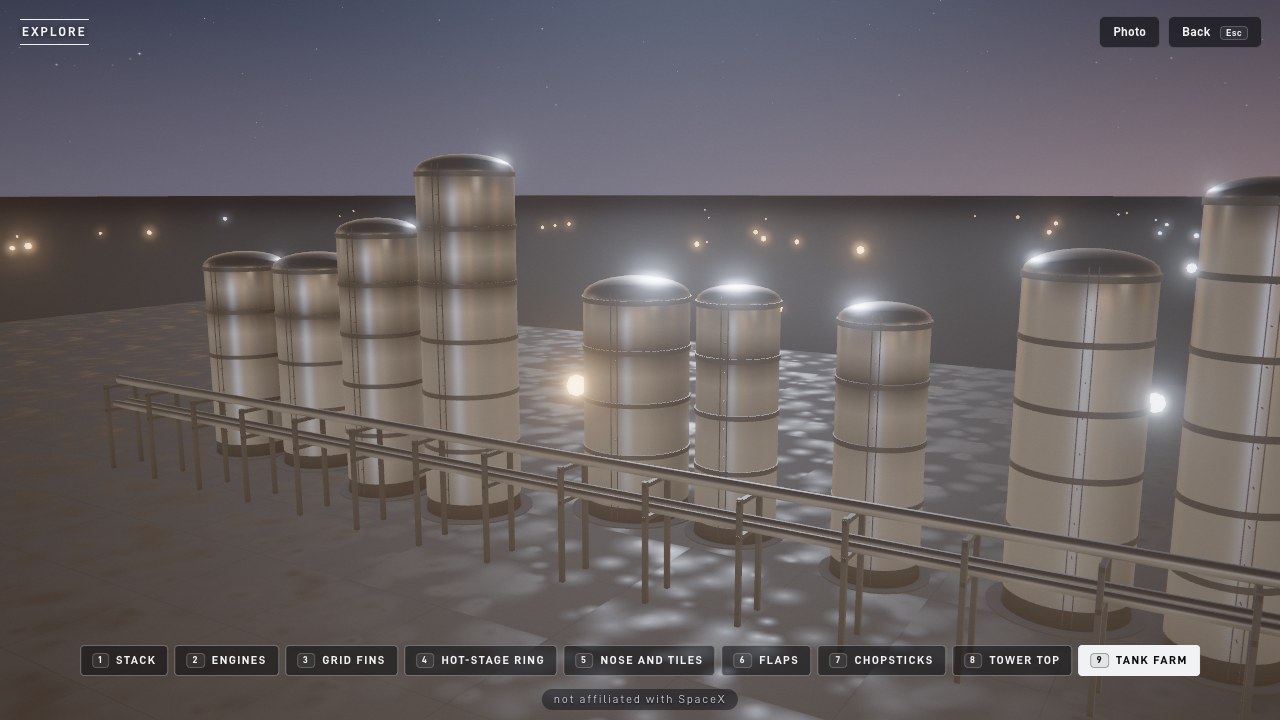 EXPLORE
Photo
Back Esc
1 STACK
2 ENGINES
3 GRID FINS
4 HOT-STAGE RING
5 NOSE AND TILES
6 FLAPS
7 CHOPSTICKS
8 TOWER TOP
9 TANK FARM
not affiliated with SpaceX